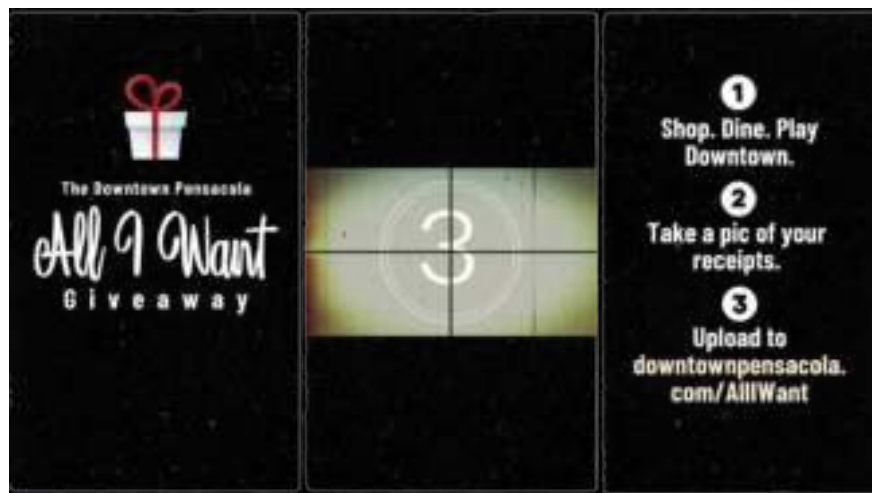 The Downtown Pensacola
All I Want
Giveaway
3
1
Shop. Dine. Play
Downtown.
2
Take a pic of your
receipts.
3
Upload to
downtownpensacola.
com/AllIWant